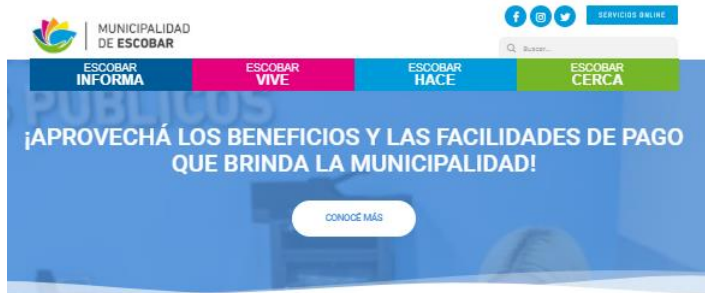 MUNICIPALIDAD
DE ESCOBAR
SERVICIOS ONLINE
Buscar...
ESCOBAR
INFORMA
ESCOBAR
VIVE
ESCOBAR
HACE
ESCOBAR
CERCA
PÚBLICOS
¡APROVECHÁ LOS BENEFICIOS Y LAS FACILIDADES DE PAGO
QUE BRINDA LA MUNICIPALIDAD!
CONOCÉ MÁS